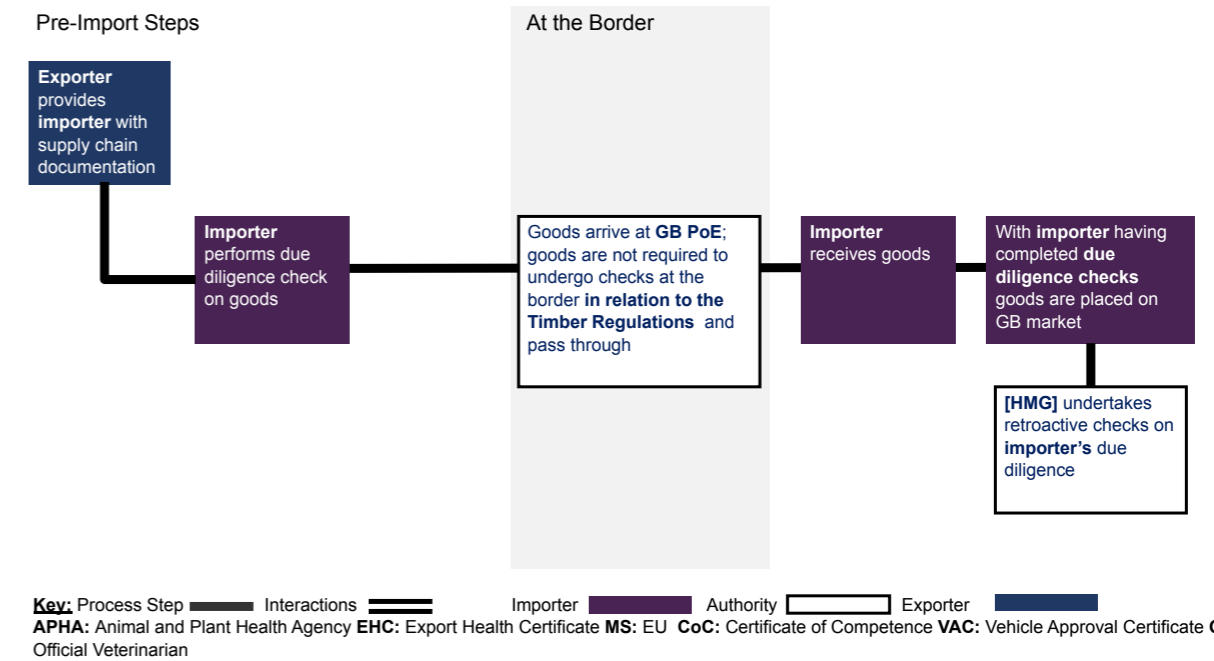 Pre-Import Steps
At the Border
Exporter
provides
importer with
supply chain
documentation
Importer
performs due
diligence check
on goods
Goods arrive at GB PoE;
goods are not required to
undergo checks at the
border in relation to the
Timber Regulations and
pass through
Importer
receives goods
With importer having
completed due
diligence checks
goods are placed on
GB market
[HMG] undertakes
retroactive checks on
importer's due
diligence
Key: Process Step Interactions Importer Authority Exporter
APHA: Animal and Plant Health Agency EHC: Export Health Certificate MS: EU CoC: Certificate of Competence VAC: Vehicle Approval Certificate
Official Veterinarian